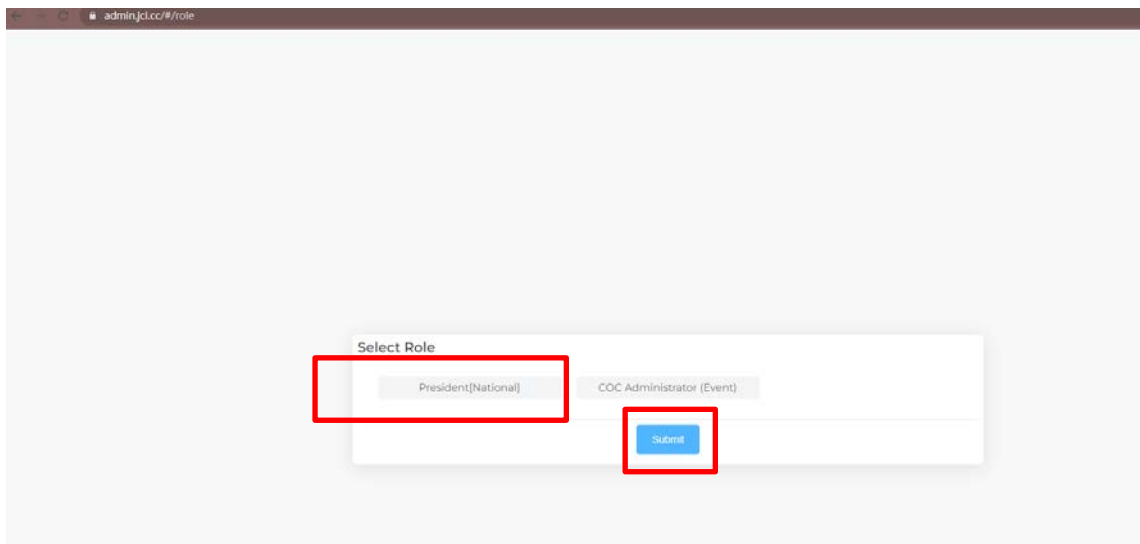 admin.jci.cc/#/role
Select Role
President[National] COC Administrator (Event)
Submit